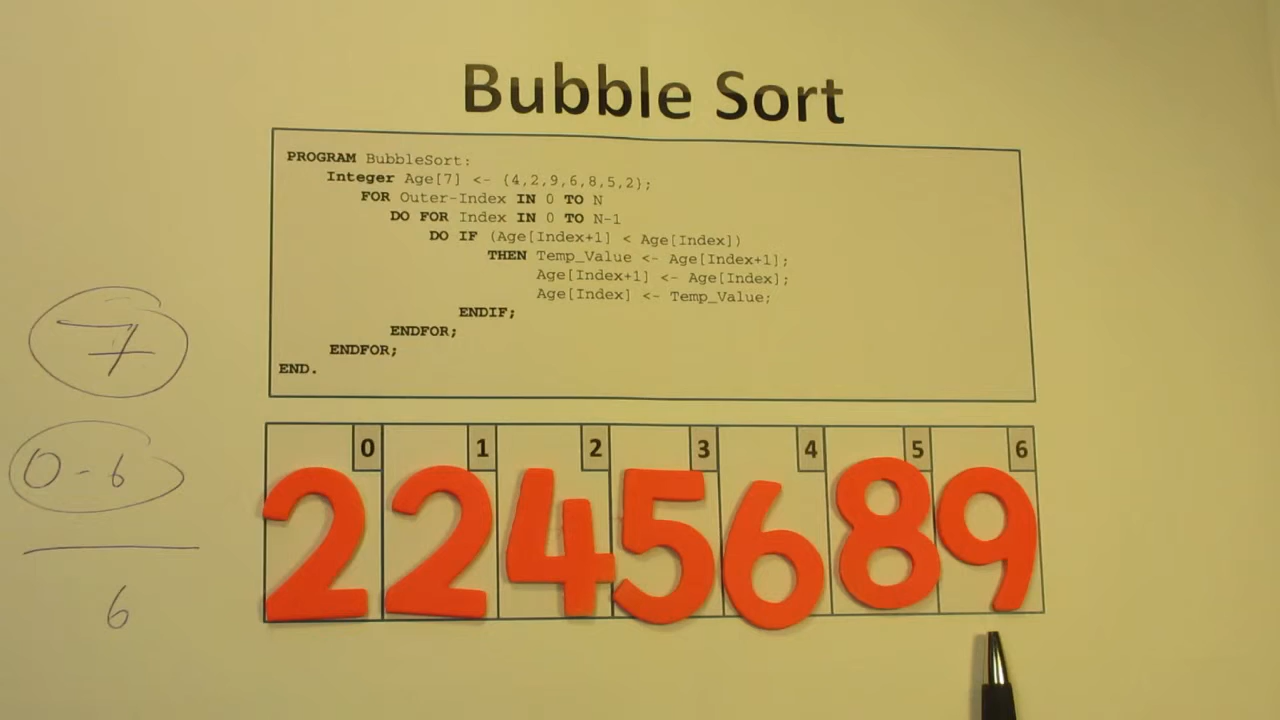 Bubble Sort
PROGRAM BubbleSort:
Integer Age[7] <- {4,2,9,6,8,5,2};
FOR Outer-Index IN 0 TO N
DO FOR Index IN 0 TO N-1
DO IF (Age[Index+1] < Age[Index])
THEN Temp_Value <- Age[Index+1];
Age[Index+1] <- Age[Index];
Age[Index] <- Temp_Value;
ENDIF;
ENDFOR;
ENDFOR;
END.
7
0-6
6
0 1 2 3 4 5 6
2 2 4 5 6 8 9